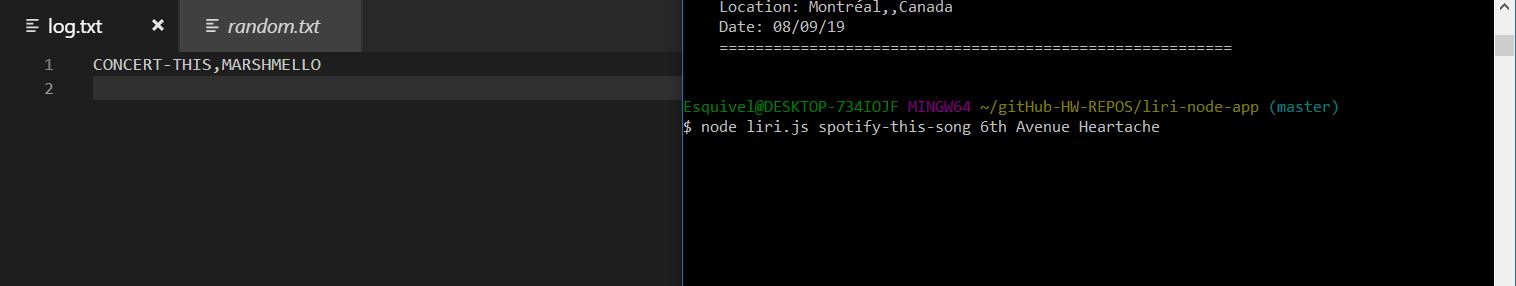 log.txt × random.txt
1 CONCERT-THIS,MARSHMELLO
2
Location: Montréal,,Canada
Date: 08/09/19
=========================================================
Esquivel@DESKTOP-734IOJF MINGW64 ~/gitHub-HW-REPOS/liri-node-app (master)
$ node liri.js spotify-this-song 6th Avenue Heartache